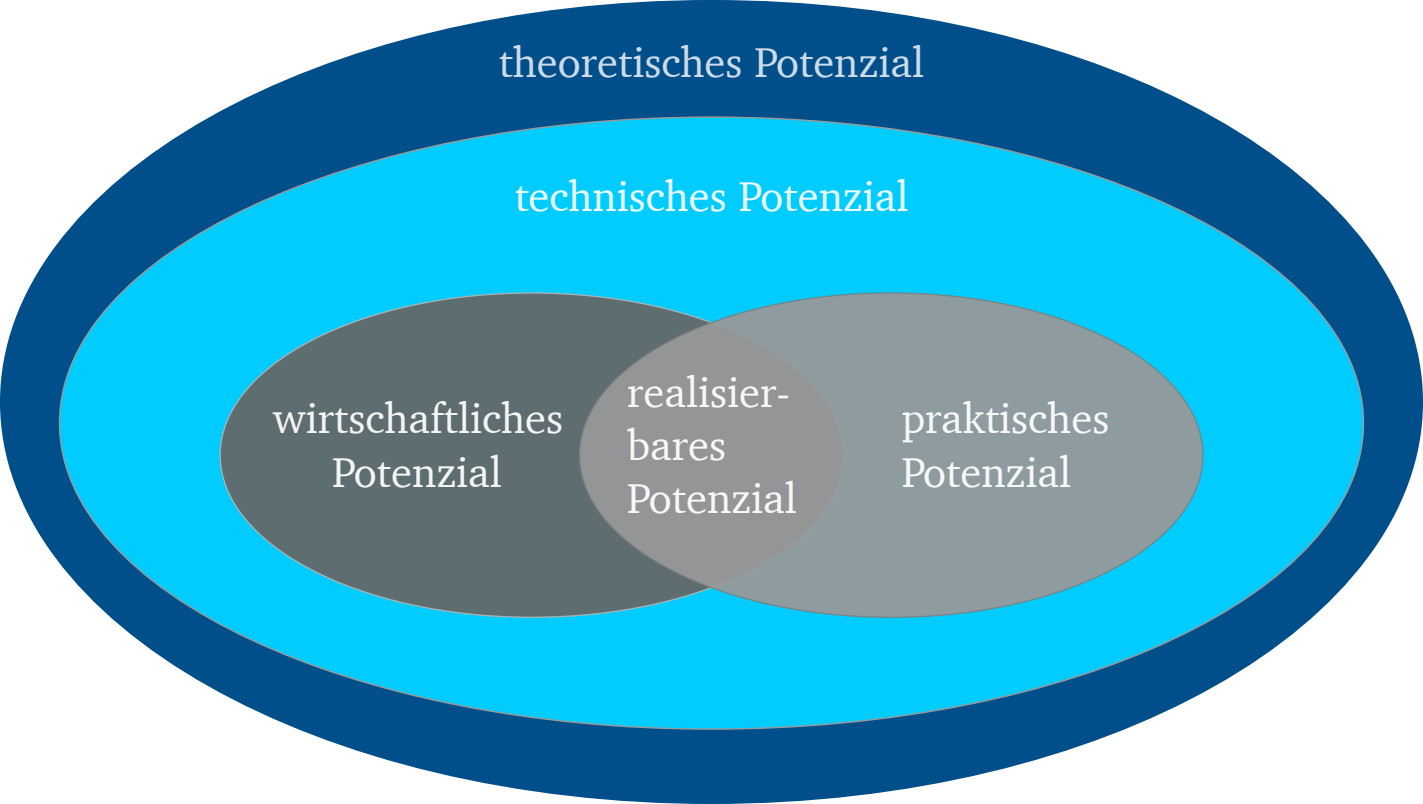 theoretisches Potenzial
technisches Potenzial
wirtschaftliches
Potenzial
realisier-
bares
Potenzial
praktisches
Potenzial